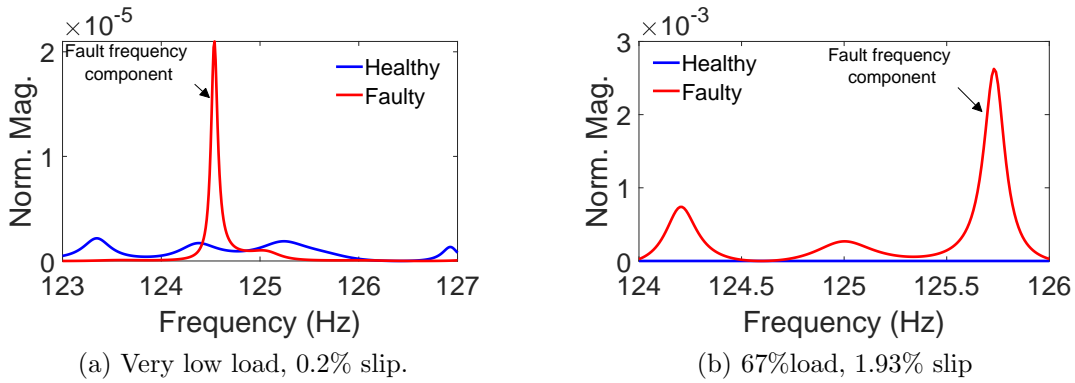 ×10⁻⁵
2
1
0
Norm. Mag.
Fault frequency
component
Healthy
Faulty
123
124
125
126
127
Frequency (Hz)
(a) Very low load, 0.2% slip.
×10⁻³
3
2
1
0
Norm. Mag.
Fault frequency
component
Healthy
Faulty
124
124.5
125
125.5
126
Frequency (Hz)
(b) 67%load, 1.93% slip